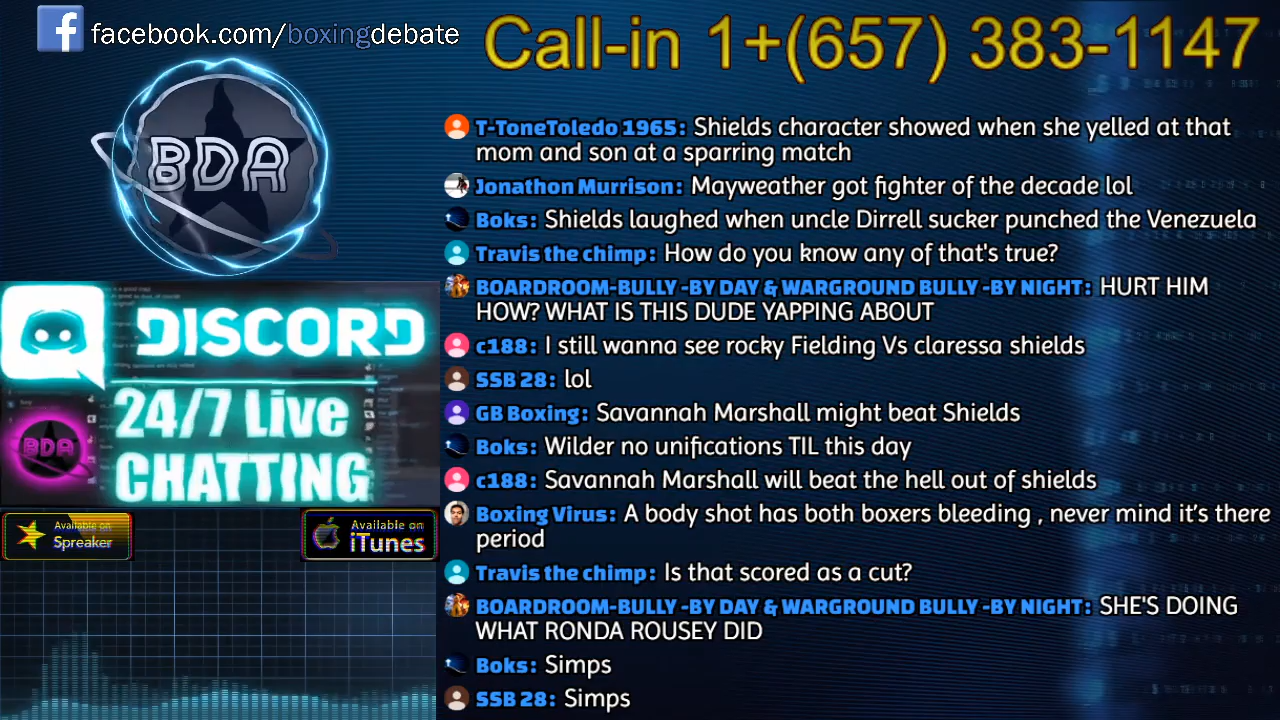 facebook.com/boxingdebate
Call-in 1+(657) 383-1147
BDA
T-ToneToledo 1965: Shields character showed when she yelled at that
mom and son at a sparring match
Jonathon Murrison: Mayweather got fighter of the decade lol
Boks: Shields laughed when uncle Dirrell sucker punched the Venezuela
Travis the chimp: How do you know any of that's true?
BOARDROOM-BULLY -BY DAY & WARGROUND BULLY -BY NIGHT: HURT HIM
HOW? WHAT IS THIS DUDE YAPPING ABOUT
c188: I still wanna see rocky Fielding Vs claressa shields
SSB 28: lol
GB Boxing: Savannah Marshall might beat Shields
Boks: Wilder no unifications TIL this day
c188: Savannah Marshall will beat the hell out of shields
Boxing Virus: A body shot has both boxers bleeding , never mind it’s there
period
Travis the chimp: Is that scored as a cut?
BOARDROOM-BULLY -BY DAY & WARGROUND BULLY -BY NIGHT: SHE'S DOING
WHAT RONDA ROUSEY DID
Boks: Simps
SSB 28: Simps
DISCORD
24/7 Live
CHATTING
BDA
Available on
Spreaker
Available on
iTunes